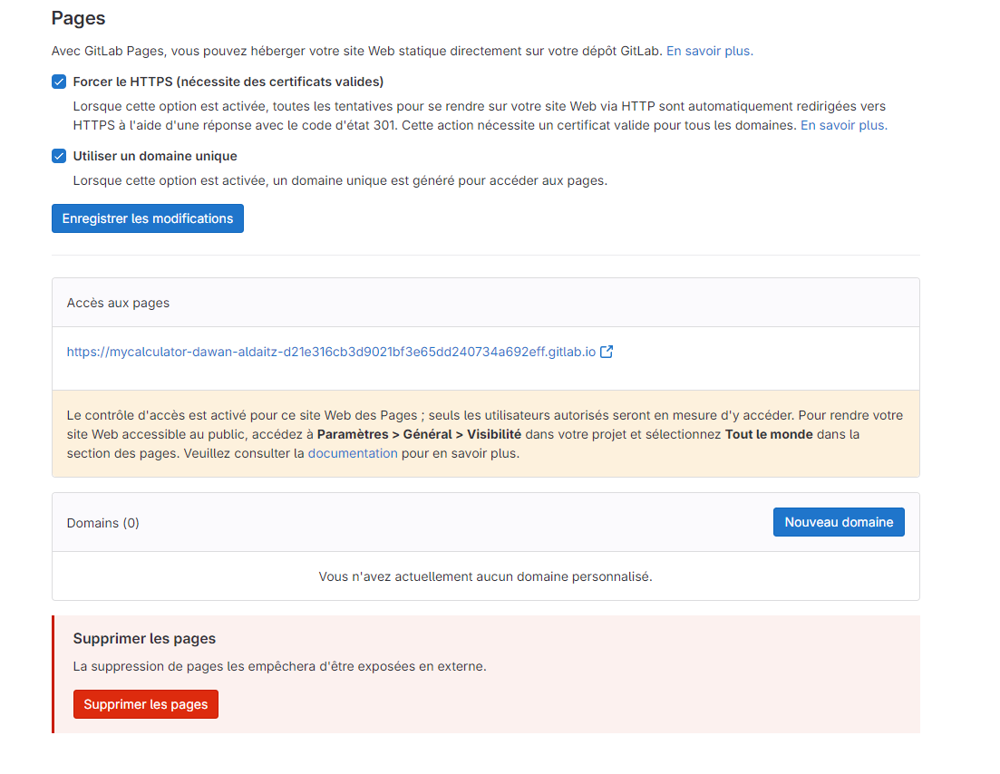 Pages
Avec GitLab Pages, vous pouvez héberger votre site Web statique directement sur votre dépôt GitLab. En savoir plus.
Forcer le HTTPS (nécessite des certificats valides)
Lorsque cette option est activée, toutes les tentatives pour se rendre sur votre site Web via HTTP sont automatiquement redirigées vers
HTTPS à l'aide d'une réponse avec le code d'état 301. Cette action nécessite un certificat valide pour tous les domaines. En savoir plus.
Utiliser un domaine unique
Lorsque cette option est activée, un domaine unique est généré pour accéder aux pages.
Enregistrer les modifications
Accès aux pages
https://mycalculator-dawan-aldaitz-d21e316cb3d9021bf3e65dd240734a692eff.gitlab.io
Le contrôle d'accès est activé pour ce site Web des Pages ; seuls les utilisateurs autorisés seront en mesure d'y accéder. Pour rendre votre
site Web accessible au public, accédez à Paramètres > Général > Visibilité dans votre projet et sélectionnez Tout le monde dans la
section des pages. Veuillez consulter la documentation pour en savoir plus.
Domains (0)
Nouveau domaine
Vous n'avez actuellement aucun domaine personnalisé.
Supprimer les pages
La suppression de pages les empêchera d'être exposées en externe.
Supprimer les pages